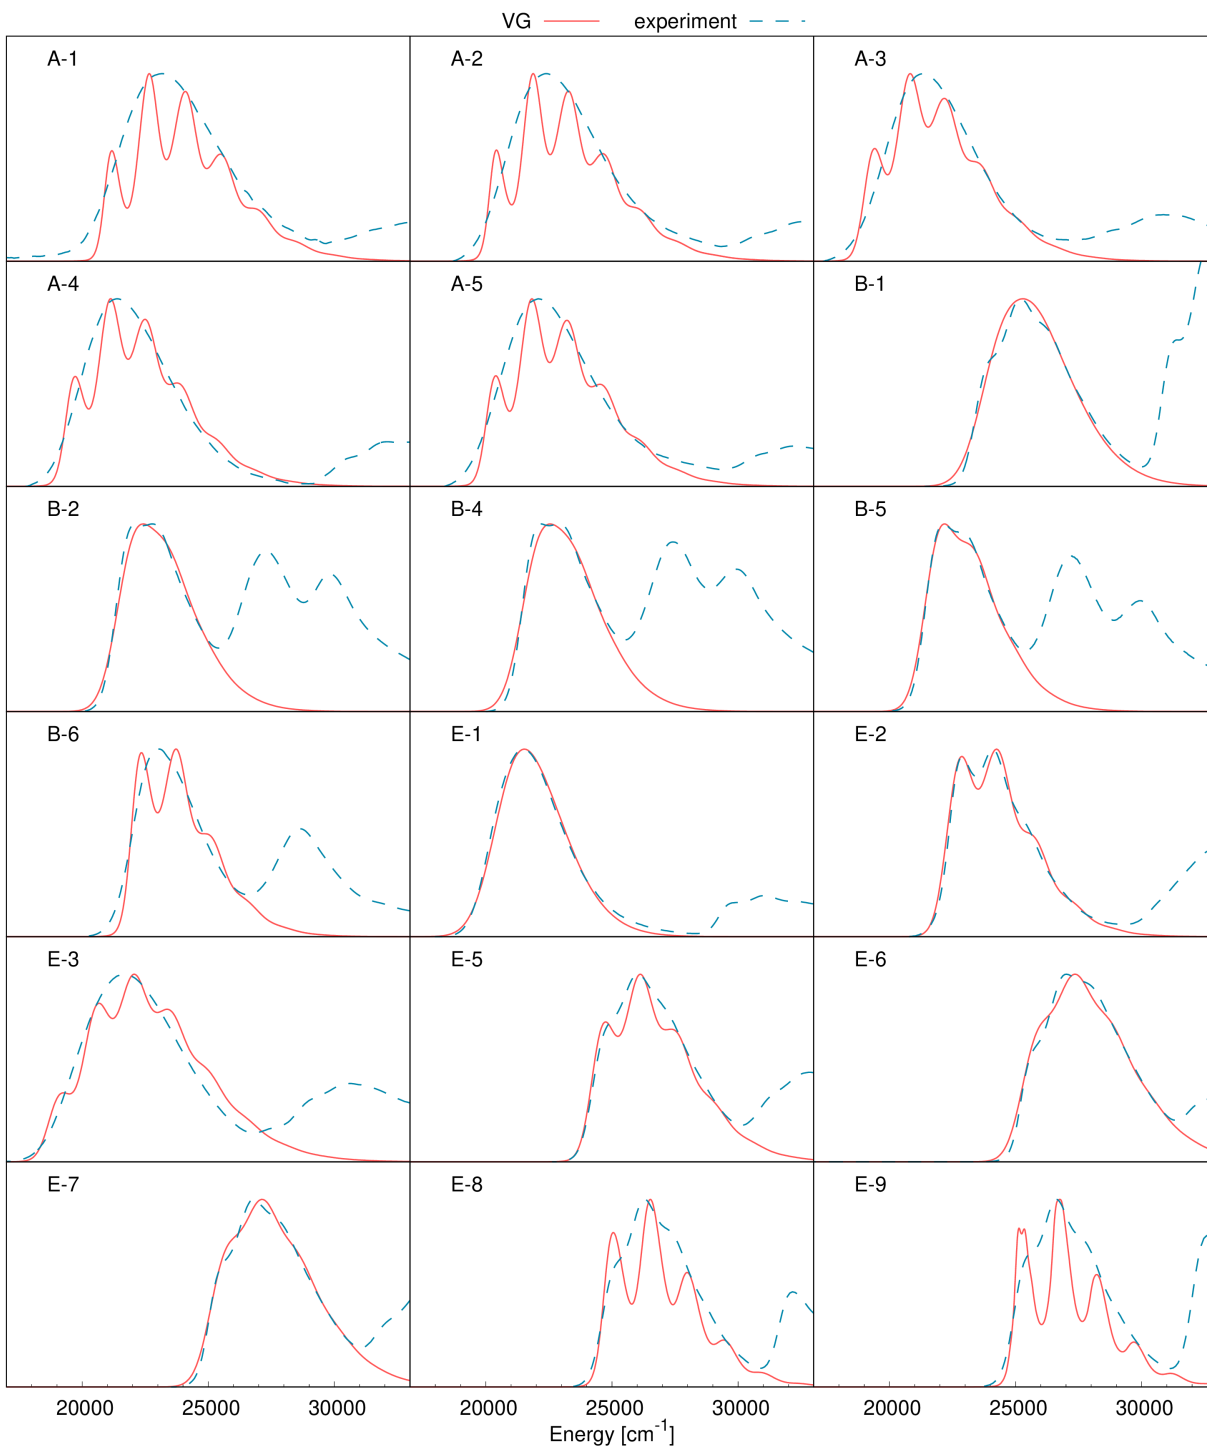 VG experiment
A-1 A-2 A-3
A-4 A-5 B-1
B-2 B-4 B-5
B-6 E-1 E-2
E-3 E-5 E-6
E-7 E-8 E-9
20000 25000 30000 20000 25000 30000 20000 25000 30000
Energy [cm⁻¹]